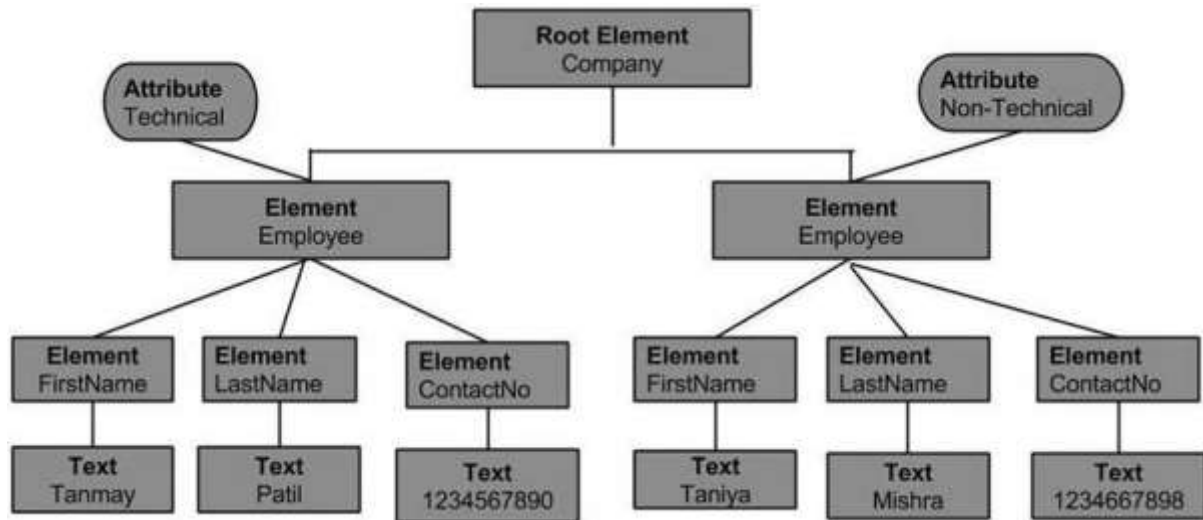 Root Element
Company
Attribute
Technical
Attribute
Non-Technical
Element
Employee
Element
Employee
Element
FirstName
Element
LastName
Element
ContactNo
Element
FirstName
Element
LastName
Element
ContactNo
Text
Tanmay
Text
Patil
Text
1234567890
Text
Taniya
Text
Mishra
Text
1234667898